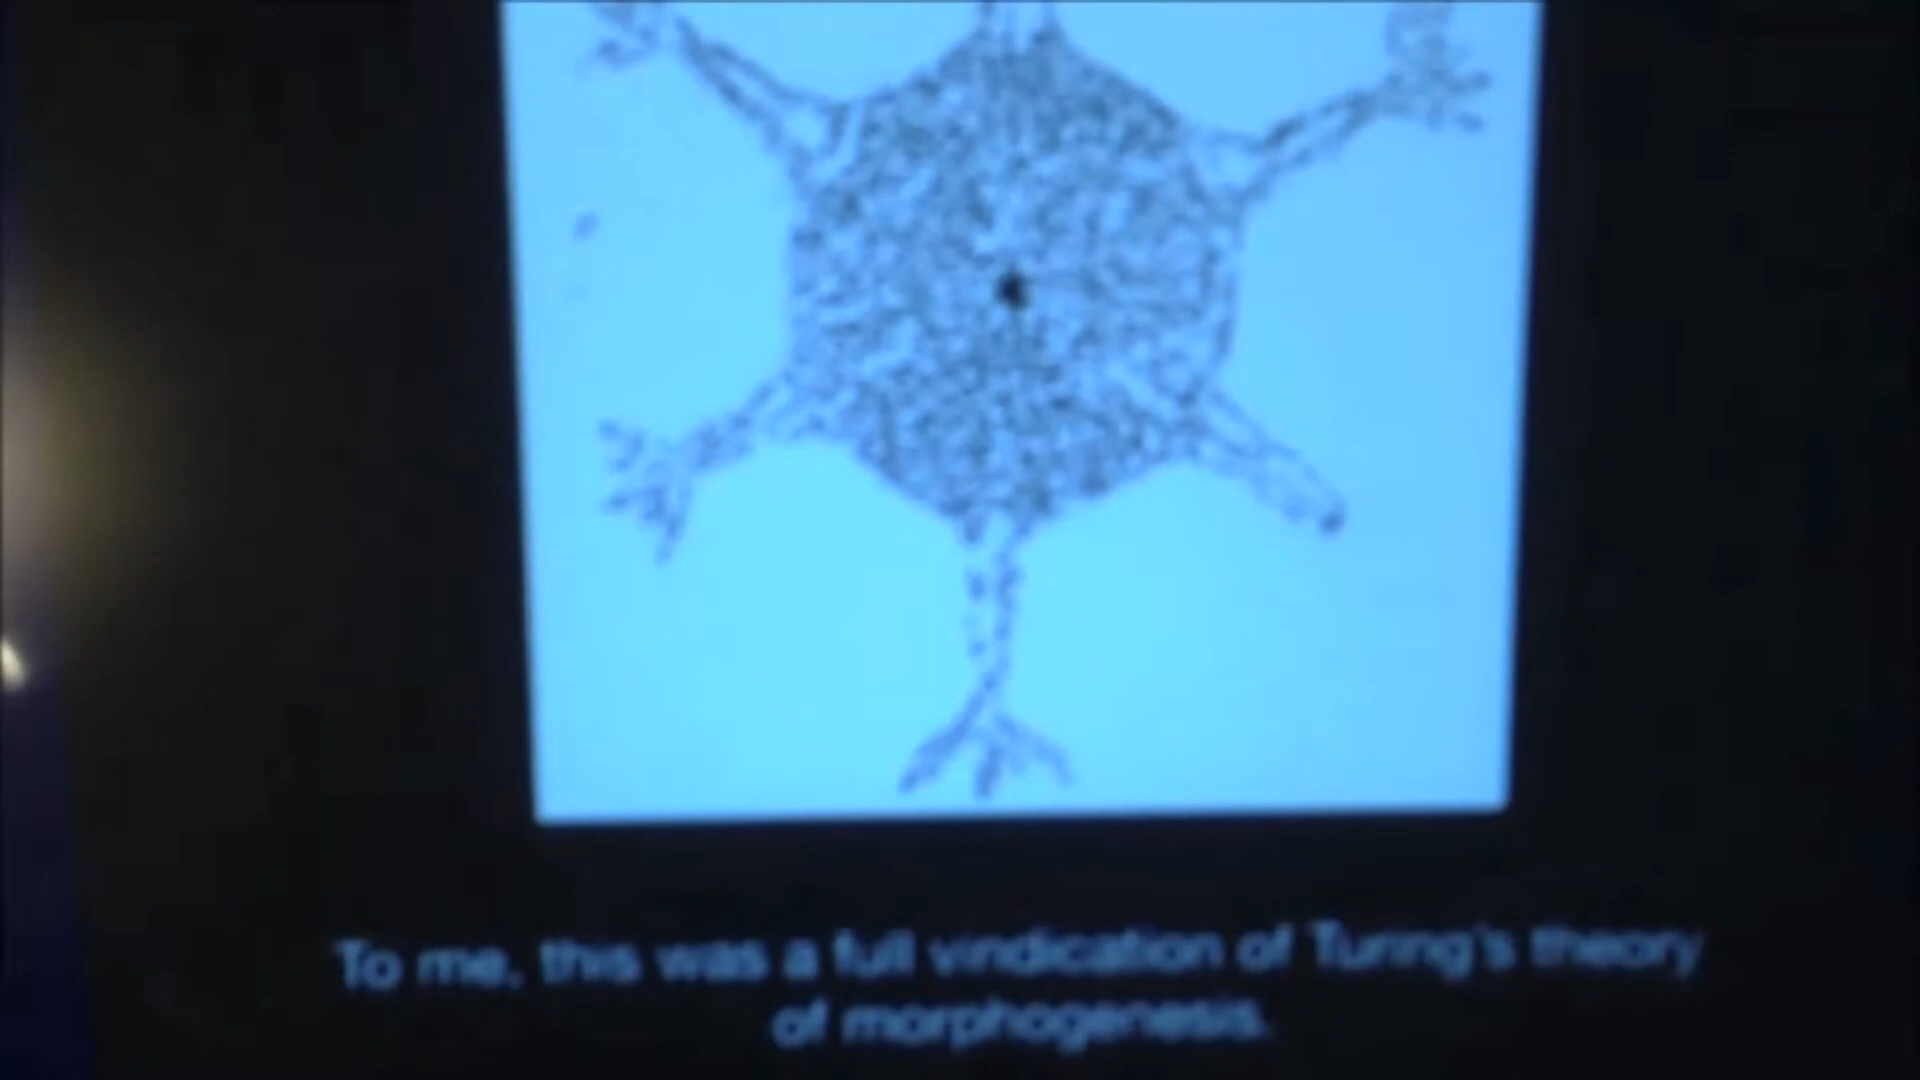 To me, this was a full vindication of Turing's theory
of morphogenesis.